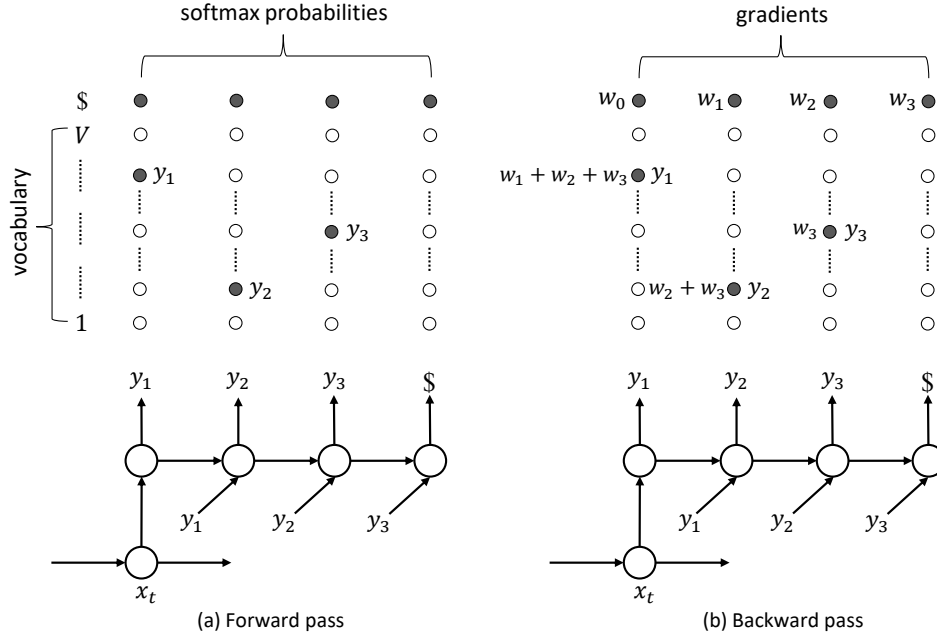 softmax probabilities
$
V
vocabulary
1
y₁
y₃
y₂
y₁ y₂ y₃ $
y₁ y₂ y₃
xₜ
(a) Forward pass
gradients
w₀ w₁ w₂ w₃
w₁ + w₂ + w₃ y₁
w₃ y₃
w₂ + w₃ y₂
y₁ y₂ y₃ $
y₁ y₂ y₃
xₜ
(b) Backward pass